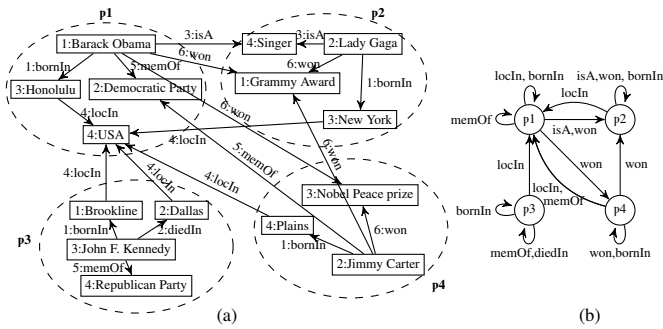 p1
p2
3:isA
3:isA
1:Barack Obama
4:Singer
2:Lady Gaga
6:won
6:won
1:bornIn
5:memOf
1:Grammy Award
3:Honolulu
2:Democratic Party
1:bornIn
4:locIn
6:won
3:New York
4:USA
4:locIn
5:memOf
6:won
4:locIn
4:locIn
4:locIn
3:Nobel Peace prize
1:Brookline
2:Dallas
4:Plains
1:bornIn
2:diedIn
6:won
p3
3:John F. Kennedy
1:bornIn
5:memOf
2:Jimmy Carter
4:Republican Party
p4
(a)
locIn, bornIn
isA,won, bornIn
locIn
memOf
p1
p2
isA,won
won
locIn
won
locIn,
memOf
bornIn
p3
p4
memOf,diedIn
won,bornIn
(b)